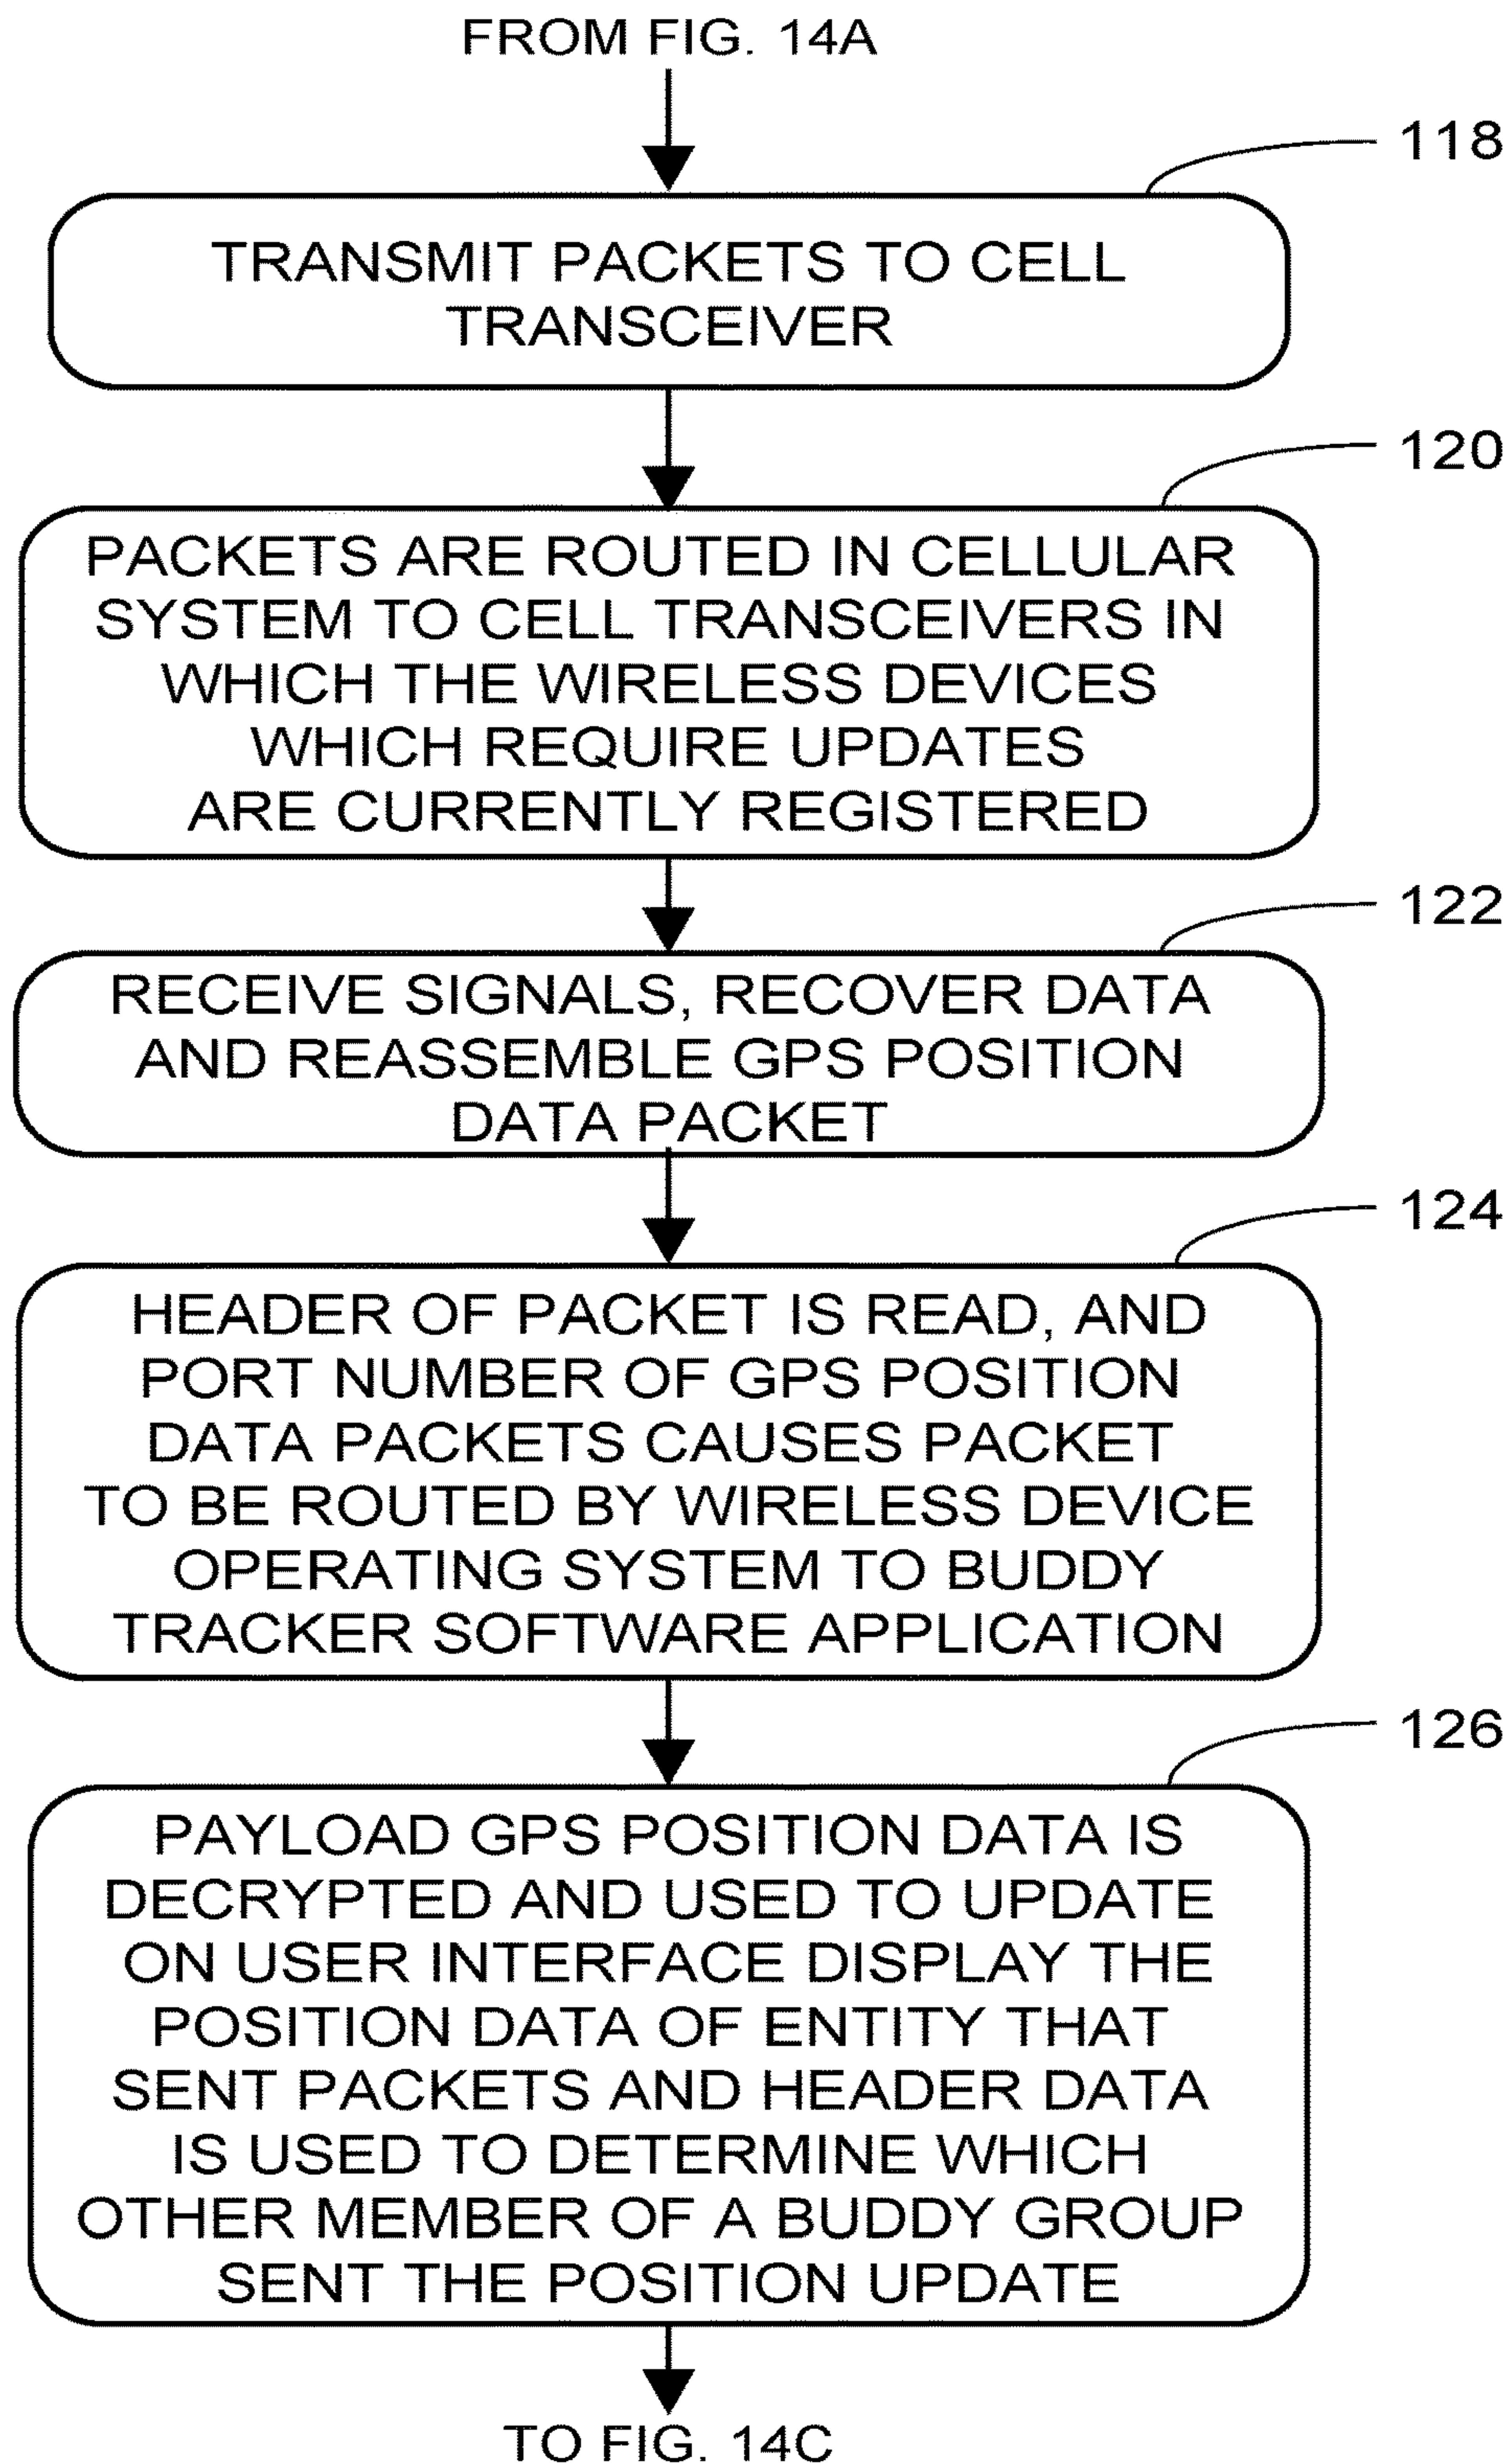 FROM FIG. 14A
118
TRANSMIT PACKETS TO CELL
TRANSCEIVER
120
PACKETS ARE ROUTED IN CELLULAR
SYSTEM TO CELL TRANSCEIVERS IN
WHICH THE WIRELESS DEVICES
WHICH REQUIRE UPDATES
ARE CURRENTLY REGISTERED
122
RECEIVE SIGNALS, RECOVER DATA
AND REASSEMBLE GPS POSITION
DATA PACKET
124
HEADER OF PACKET IS READ, AND
PORT NUMBER OF GPS POSITION
DATA PACKETS CAUSES PACKET
TO BE ROUTED BY WIRELESS DEVICE
OPERATING SYSTEM TO BUDDY
TRACKER SOFTWARE APPLICATION
126
PAYLOAD GPS POSITION DATA IS
DECRYPTED AND USED TO UPDATE
ON USER INTERFACE DISPLAY THE
POSITION DATA OF ENTITY THAT
SENT PACKETS AND HEADER DATA
IS USED TO DETERMINE WHICH
OTHER MEMBER OF A BUDDY GROUP
SENT THE POSITION UPDATE
TO FIG. 14C